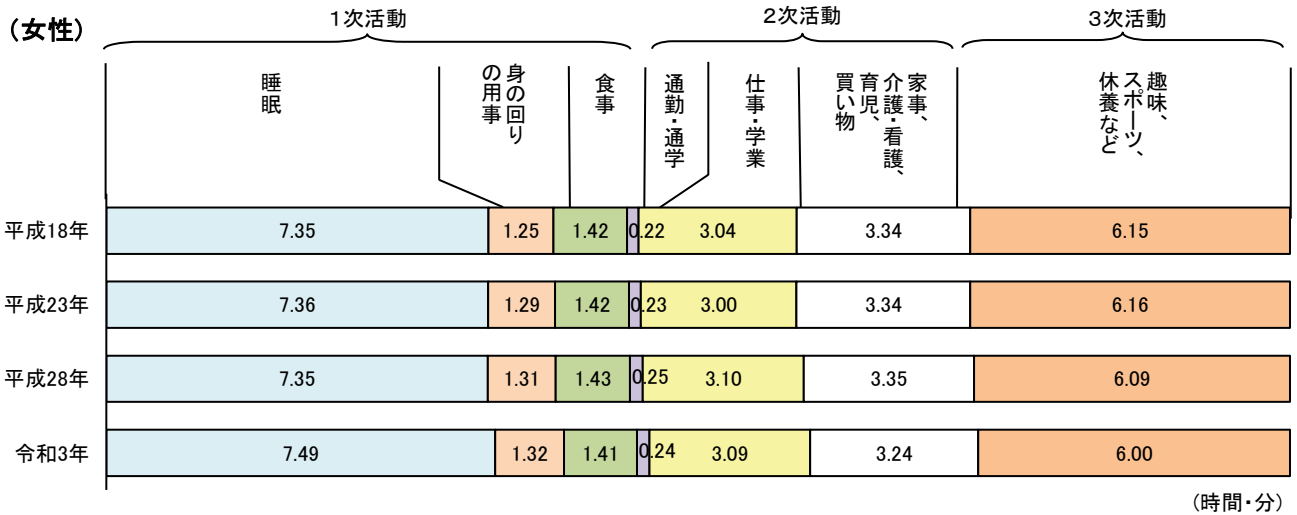 (女性)
1次活動
2次活動
3次活動
睡眠
身の回り
の用事
食事
通勤・通学
仕事・学業
家事、
介護・看護、
育児、
買い物
趣味、
スポーツ、
休養など
平成18年 7.35 1.25 1.42 0.22 3.04 3.34 6.15
平成23年 7.36 1.29 1.42 0.23 3.00 3.34 6.16
平成28年 7.35 1.31 1.43 0.25 3.10 3.35 6.09
令和3年 7.49 1.32 1.41 0.24 3.09 3.24 6.00
(時間・分)